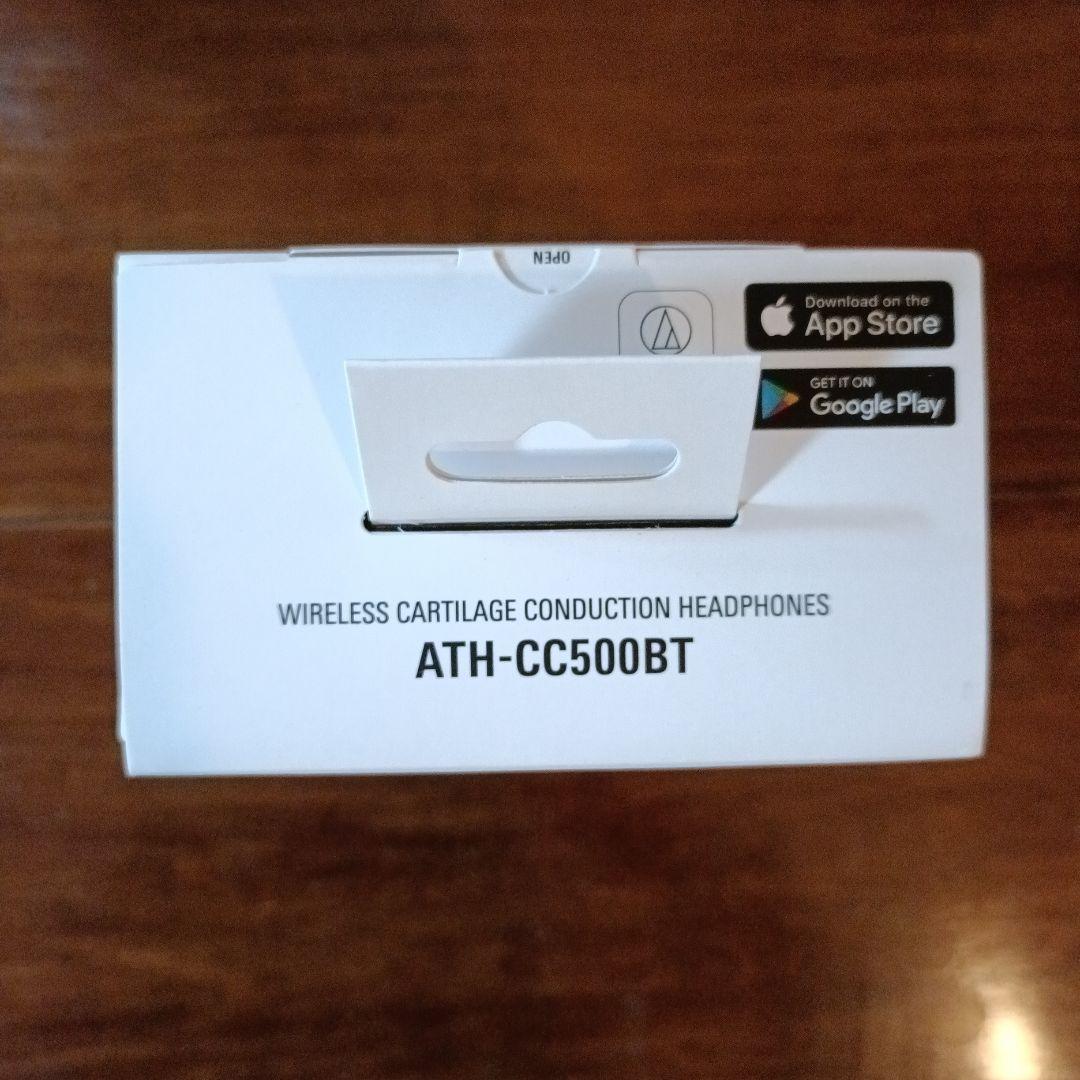 OPEN
Download on the
App Store
GET IT ON
Google Play
WIRELESS CARTILAGE CONDUCTION HEADPHONES
ATH-CC500BT